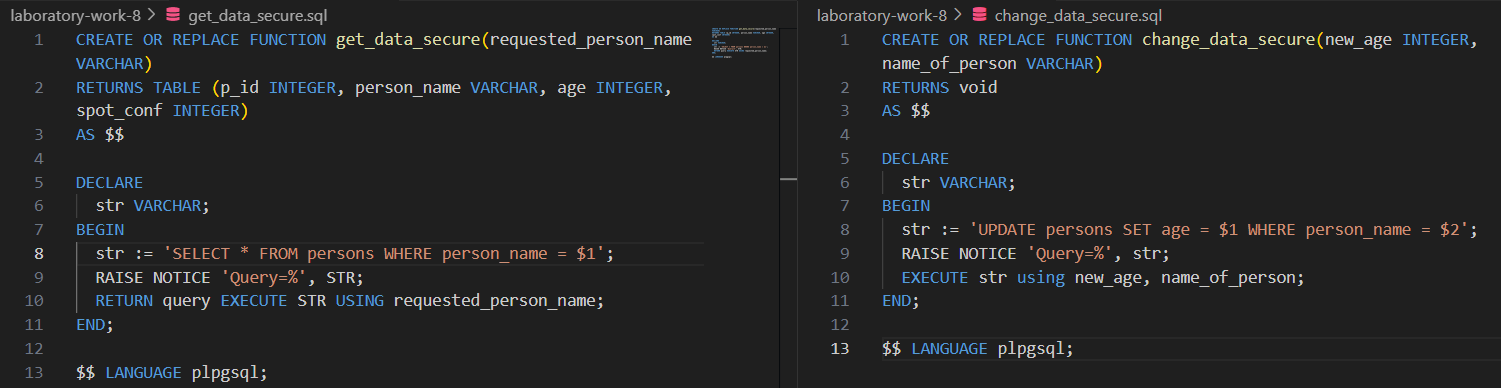 laboratory-work-8 > get_data_secure.sql
1 CREATE OR REPLACE FUNCTION get_data_secure(requested_person_name
VARCHAR)
2 RETURNS TABLE (p_id INTEGER, person_name VARCHAR, age INTEGER,
spot_conf INTEGER)
3 AS $$
4
5 DECLARE
6 str VARCHAR;
7 BEGIN
8 str := 'SELECT * FROM persons WHERE person_name = $1';
9 RAISE NOTICE 'Query=%', STR;
10 RETURN query EXECUTE STR USING requested_person_name;
11 END;
12
13 $$ LANGUAGE plpgsql;
laboratory-work-8 > change_data_secure.sql
1 CREATE OR REPLACE FUNCTION change_data_secure(new_age INTEGER,
name_of_person VARCHAR)
2 RETURNS void
3 AS $$
4
5 DECLARE
6 str VARCHAR;
7 BEGIN
8 str := 'UPDATE persons SET age = $1 WHERE person_name = $2';
9 RAISE NOTICE 'Query=%', str;
10 EXECUTE str using new_age, name_of_person;
11 END;
12
13 $$ LANGUAGE plpgsql;